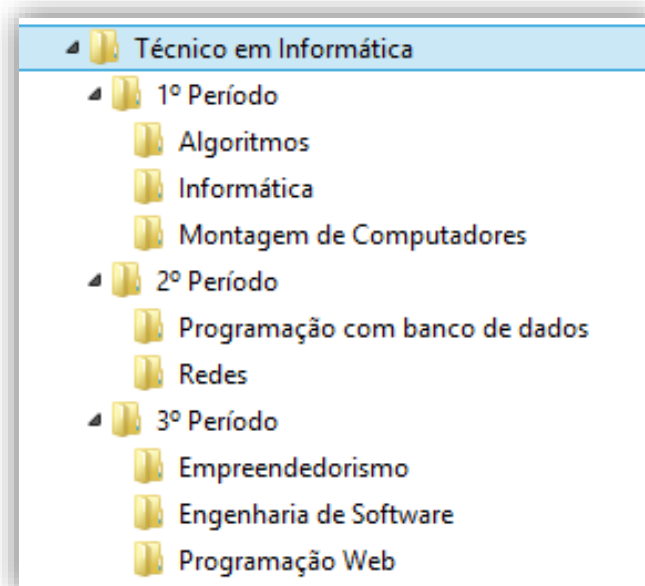 Técnico em Informática
1º Período
Algoritmos
Informática
Montagem de Computadores
2º Período
Programação com banco de dados
Redes
3º Período
Empreendedorismo
Engenharia de Software
Programação Web